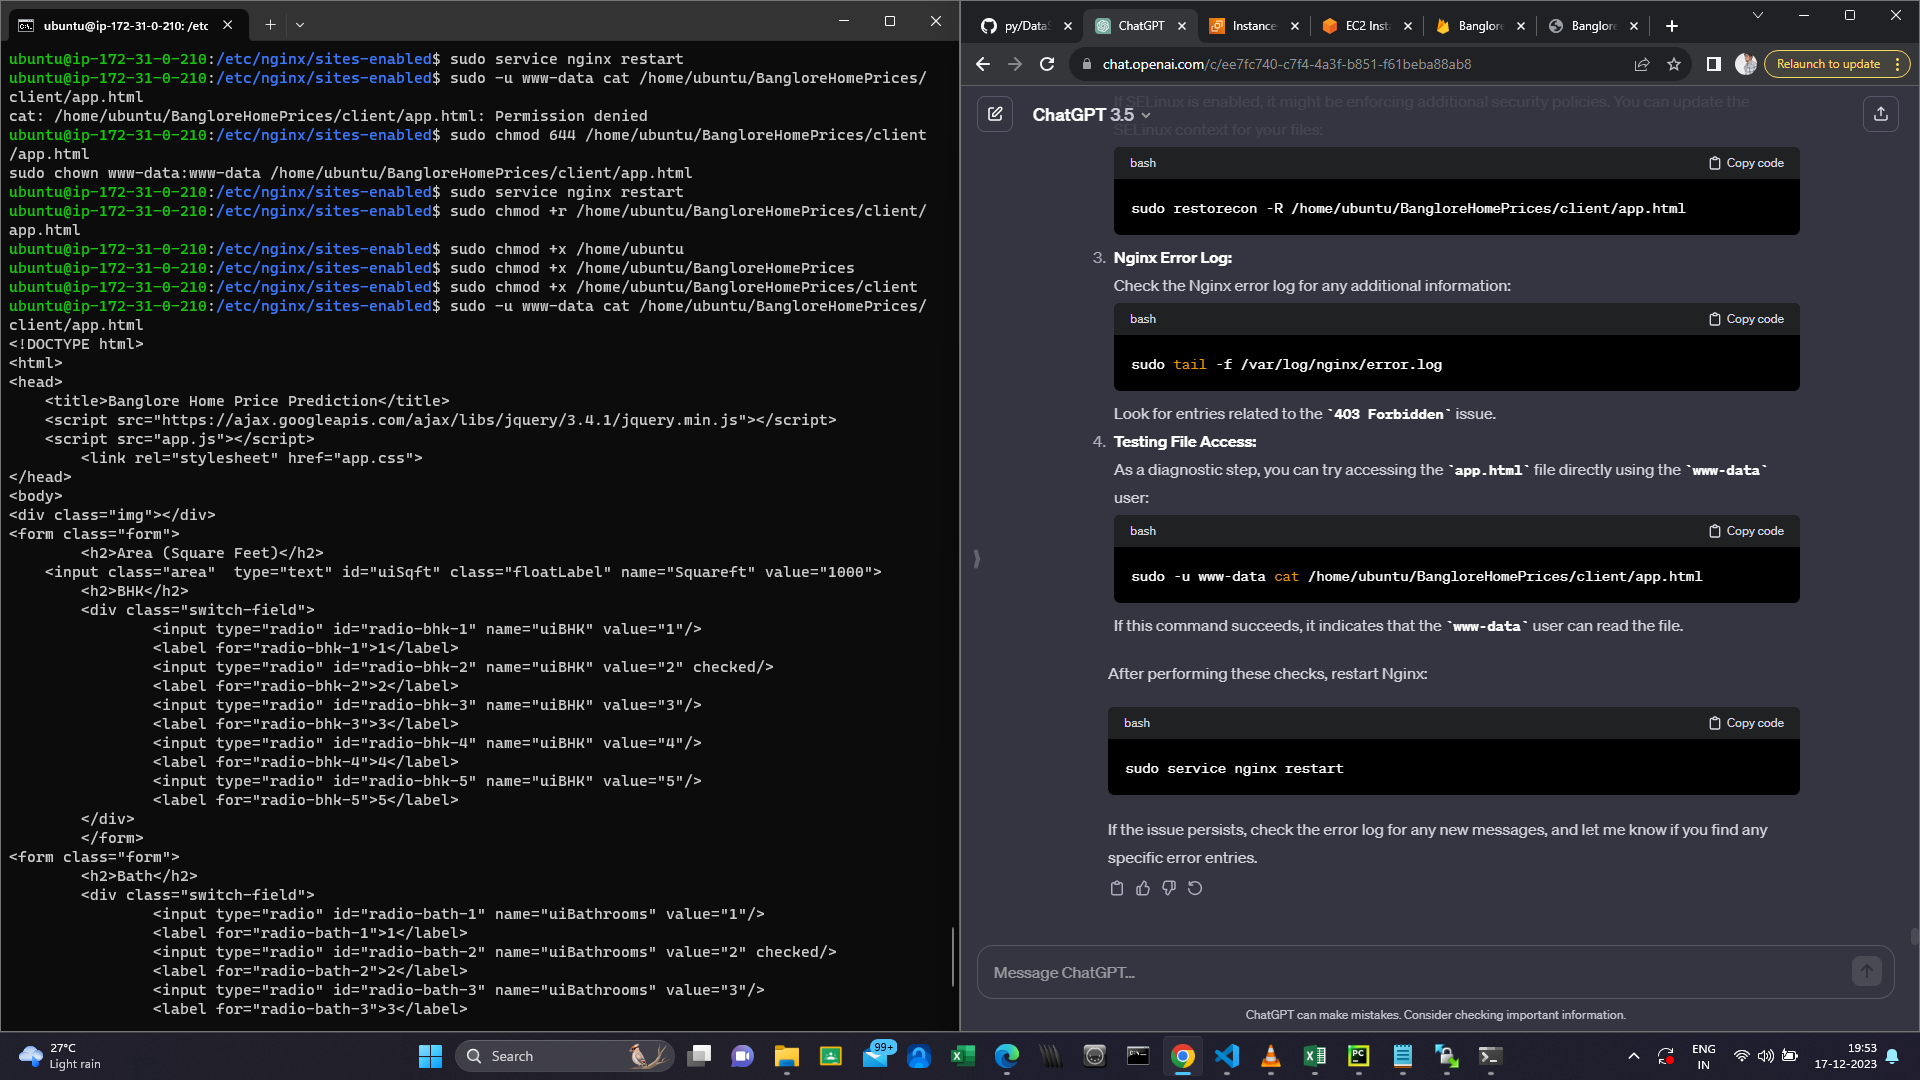 ubuntu@ip-172-31-0-210: /etc
ubuntu@ip-172-31-0-210:/etc/nginx/sites-enabled$ sudo service nginx restart
ubuntu@ip-172-31-0-210:/etc/nginx/sites-enabled$ sudo -u www-data cat /home/ubuntu/BangloreHomePrices/
client/app.html
cat: /home/ubuntu/BangloreHomePrices/client/app.html: Permission denied
ubuntu@ip-172-31-0-210:/etc/nginx/sites-enabled$ sudo chmod 644 /home/ubuntu/BangloreHomePrices/client
/app.html
sudo chown www-data:www-data /home/ubuntu/BangloreHomePrices/client/app.html
ubuntu@ip-172-31-0-210:/etc/nginx/sites-enabled$ sudo service nginx restart
ubuntu@ip-172-31-0-210:/etc/nginx/sites-enabled$ sudo chmod +r /home/ubuntu/BangloreHomePrices/client/
app.html
ubuntu@ip-172-31-0-210:/etc/nginx/sites-enabled$ sudo chmod +x /home/ubuntu
ubuntu@ip-172-31-0-210:/etc/nginx/sites-enabled$ sudo chmod +x /home/ubuntu/BangloreHomePrices
ubuntu@ip-172-31-0-210:/etc/nginx/sites-enabled$ sudo chmod +x /home/ubuntu/BangloreHomePrices/client
ubuntu@ip-172-31-0-210:/etc/nginx/sites-enabled$ sudo -u www-data cat /home/ubuntu/BangloreHomePrices/
client/app.html
<!DOCTYPE html>
<html>
<head>
    <title>Banglore Home Price Prediction</title>
    <script src="https://ajax.googleapis.com/ajax/libs/jquery/3.4.1/jquery.min.js"></script>
    <script src="app.js"></script>
        <link rel="stylesheet" href="app.css">
</head>
<body>
<div class="img"></div>
<form class="form">
        <h2>Area (Square Feet)</h2>
    <input class="area"  type="text" id="uiSqft" class="floatLabel" name="Squareft" value="1000">
        <h2>BHK</h2>
        <div class="switch-field">
                <input type="radio" id="radio-bhk-1" name="uiBHK" value="1"/>
                <label for="radio-bhk-1">1</label>
                <input type="radio" id="radio-bhk-2" name="uiBHK" value="2" checked/>
                <label for="radio-bhk-2">2</label>
                <input type="radio" id="radio-bhk-3" name="uiBHK" value="3"/>
                <label for="radio-bhk-3">3</label>
                <input type="radio" id="radio-bhk-4" name="uiBHK" value="4"/>
                <label for="radio-bhk-4">4</label>
                <input type="radio" id="radio-bhk-5" name="uiBHK" value="5"/>
                <label for="radio-bhk-5">5</label>
        </div>
        </form>
<form class="form">
        <h2>Bath</h2>
        <div class="switch-field">
                <input type="radio" id="radio-bath-1" name="uiBathrooms" value="1"/>
                <label for="radio-bath-1">1</label>
                <input type="radio" id="radio-bath-2" name="uiBathrooms" value="2" checked/>
                <label for="radio-bath-2">2</label>
                <input type="radio" id="radio-bath-3" name="uiBathrooms" value="3"/>
                <label for="radio-bath-3">3</label>
py/DataS
ChatGPT
Instance
EC2 Inst
Banglore
Banglore
chat.openai.com/c/ee7fc740-c7f4-4a3f-b851-f61beba88ab8
Relaunch to update
If SELinux is enabled, it might be enforcing additional security policies. You can update the
ChatGPT 3.5
SELinux context for your files:
bash
Copy code
sudo restorecon -R /home/ubuntu/BangloreHomePrices/client/app.html
3. Nginx Error Log:
Check the Nginx error log for any additional information:
bash
Copy code
sudo tail -f /var/log/nginx/error.log
Look for entries related to the `403 Forbidden` issue.
4. Testing File Access:
As a diagnostic step, you can try accessing the `app.html` file directly using the `www-data`
user:
bash
Copy code
sudo -u www-data cat /home/ubuntu/BangloreHomePrices/client/app.html
If this command succeeds, it indicates that the `www-data` user can read the file.
After performing these checks, restart Nginx:
bash
Copy code
sudo service nginx restart
If the issue persists, check the error log for any new messages, and let me know if you find any
specific error entries.
Message ChatGPT...
ChatGPT can make mistakes. Consider checking important information.
27°C
Light rain
Search
99+
ENG
IN
19:53
17-12-2023